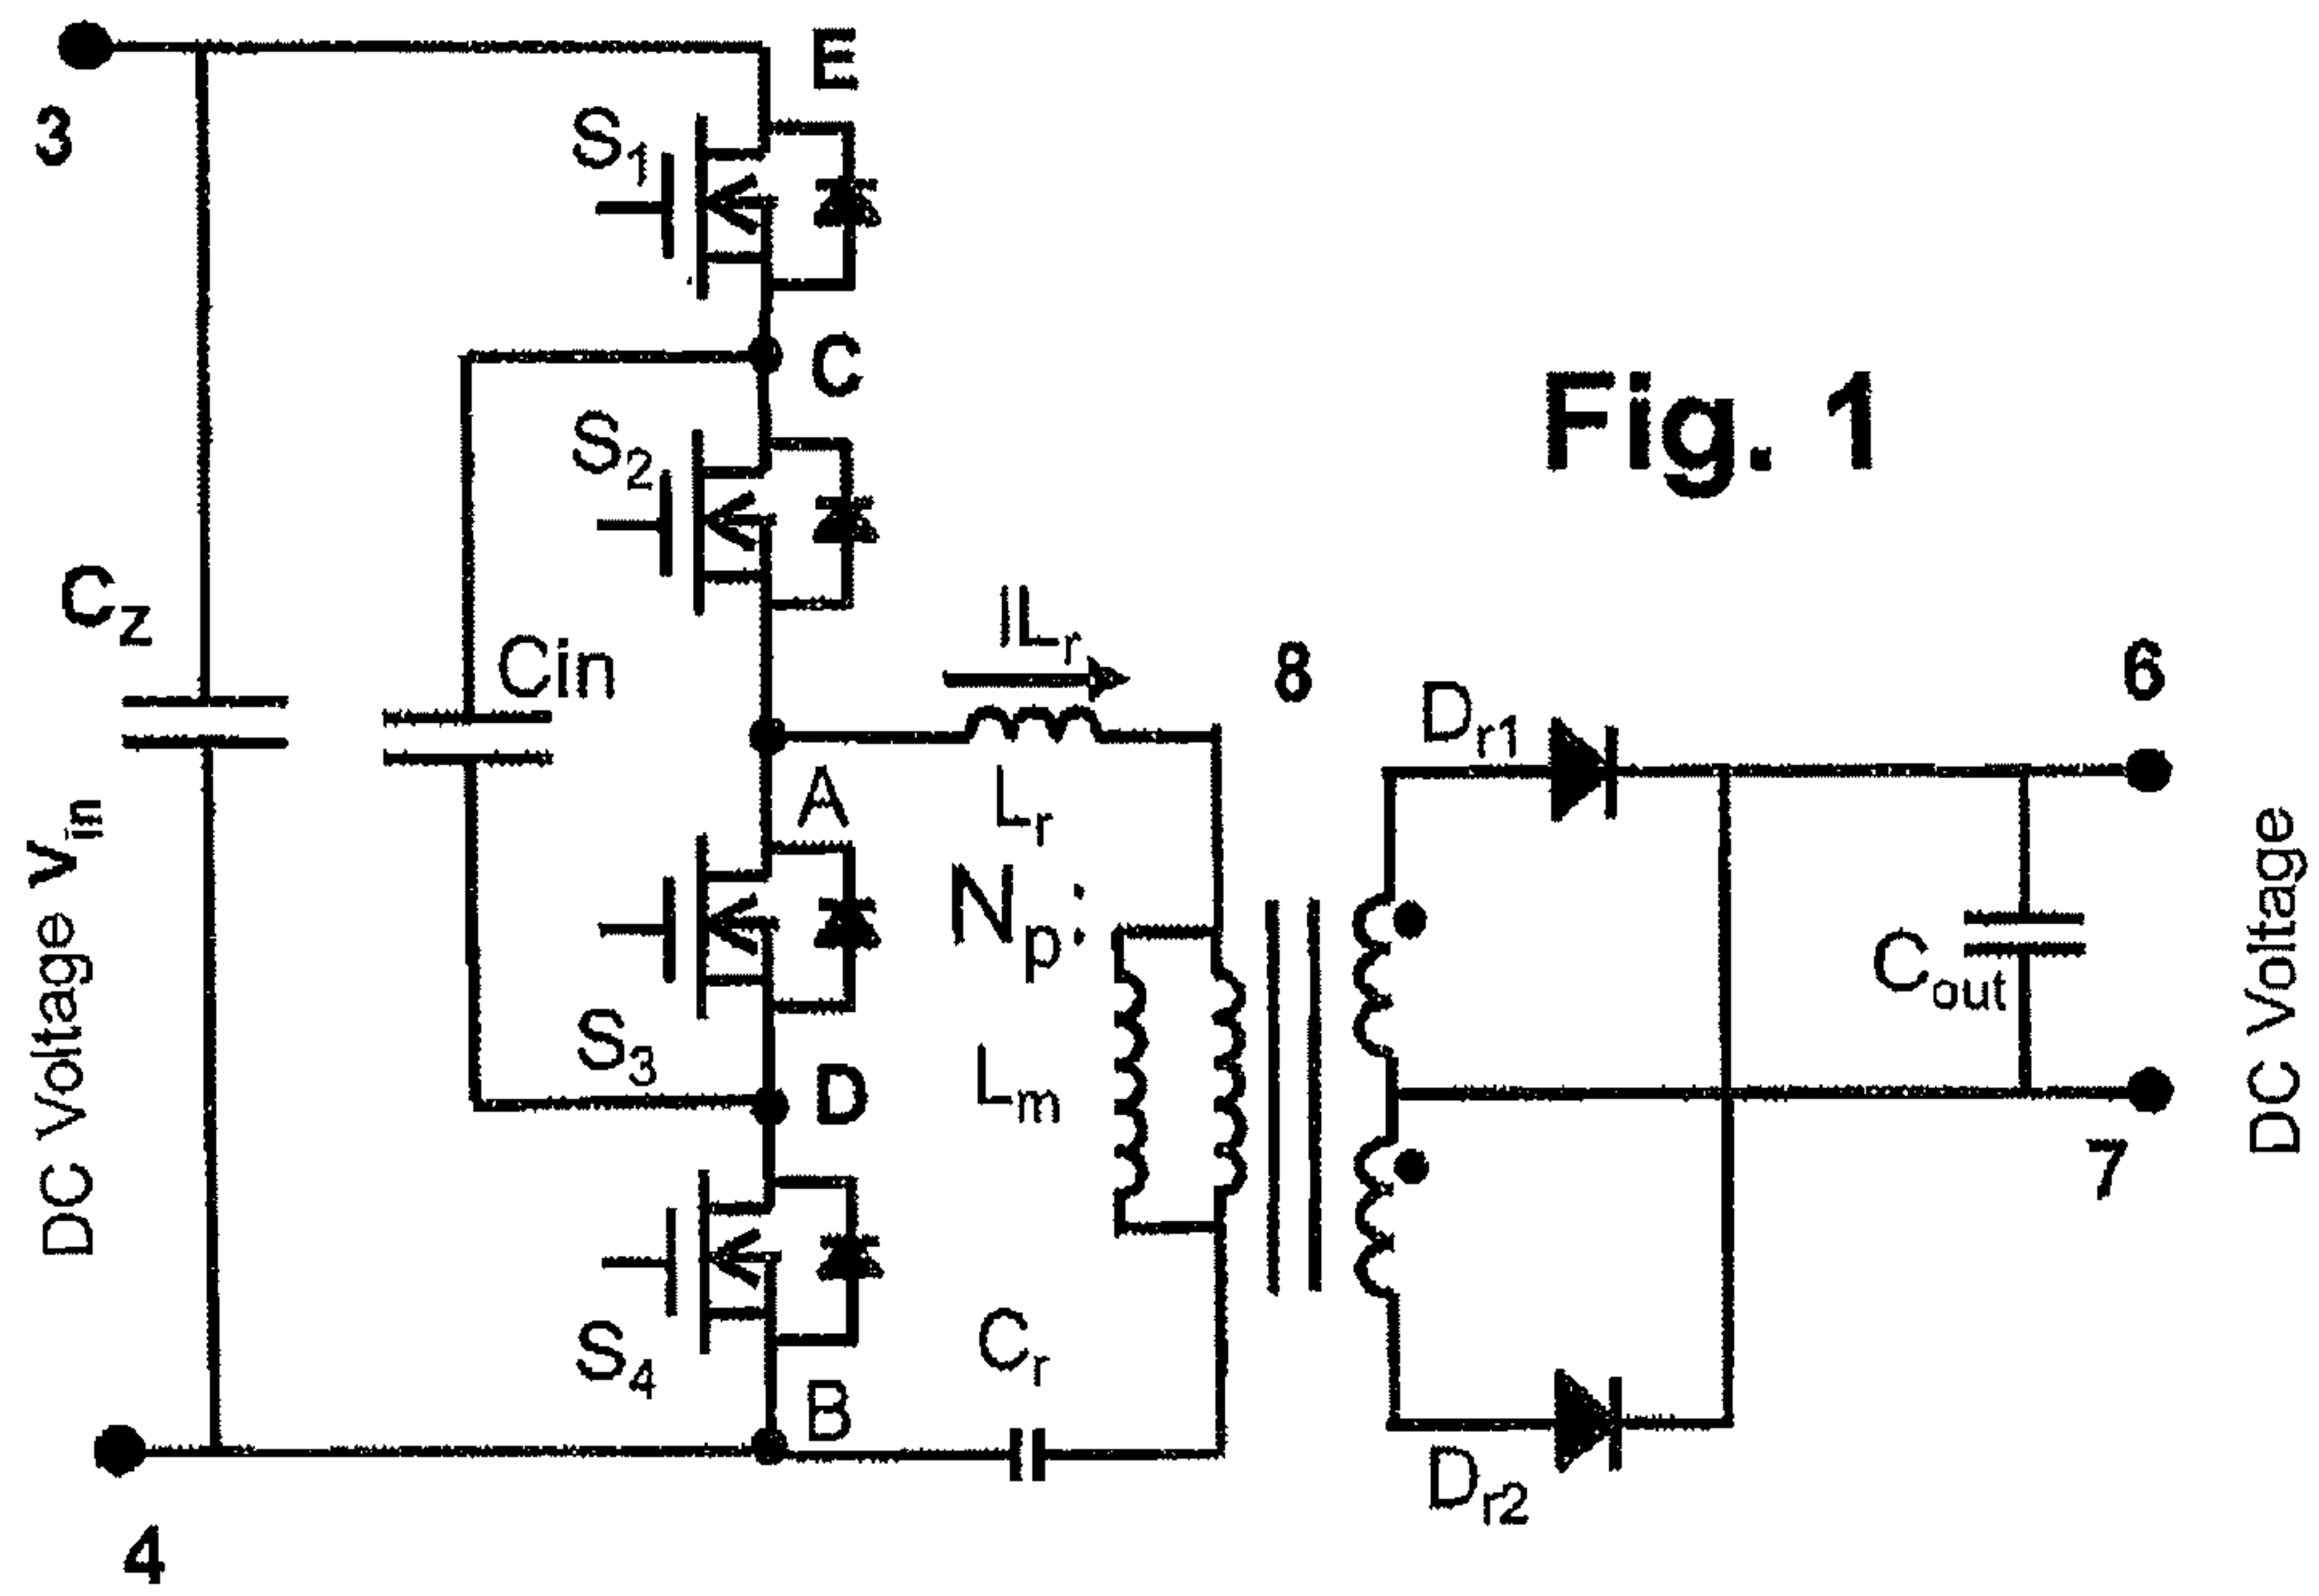 E
3
S1
C
Fig. 1
S2
Cz
Cin
ILr
8
6
Dr1
A
Lr
DC Voltage Vin
Np:
Cout
DC Voltage
S3
D
Lm
7
S4
Cr
B
Dr2
4